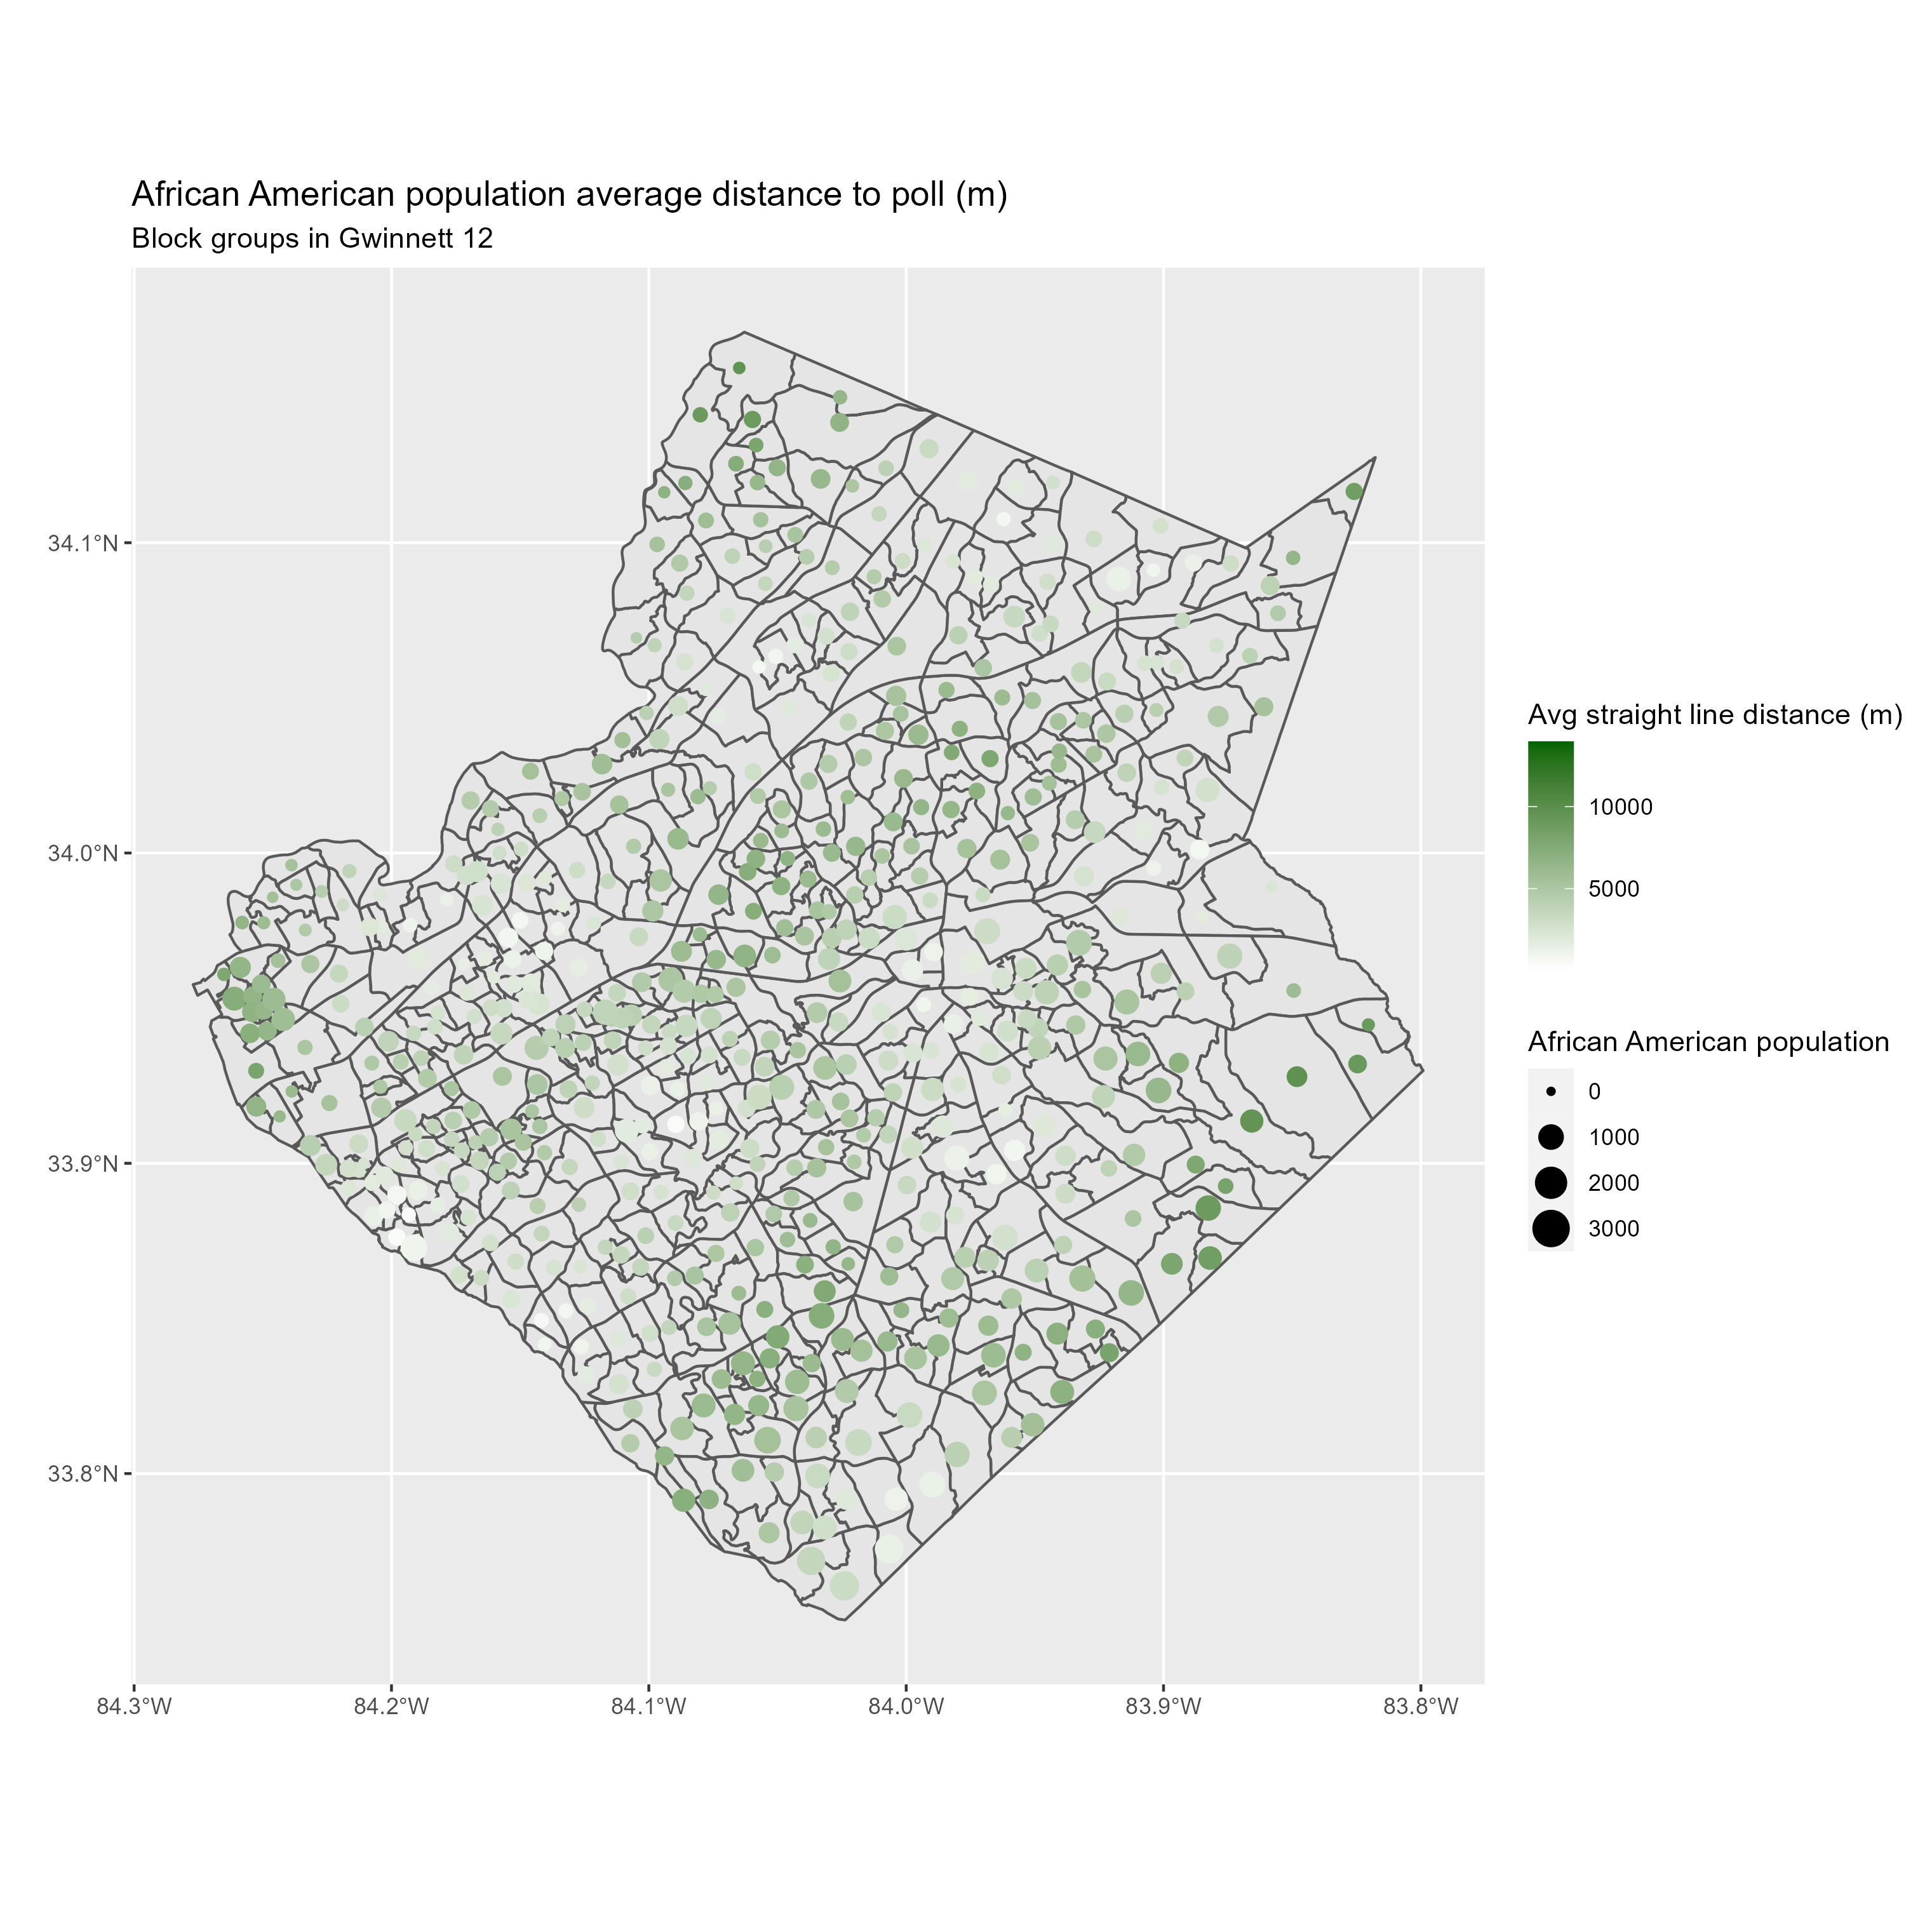 African American population average distance to poll (m)
Block groups in Gwinnett 12
34.1°N
34.0°N
33.9°N
33.8°N
84.3°W
84.2°W
84.1°W
84.0°W
83.9°W
83.8°W
Avg straight line distance (m)
10000
5000
African American population
0
1000
2000
3000